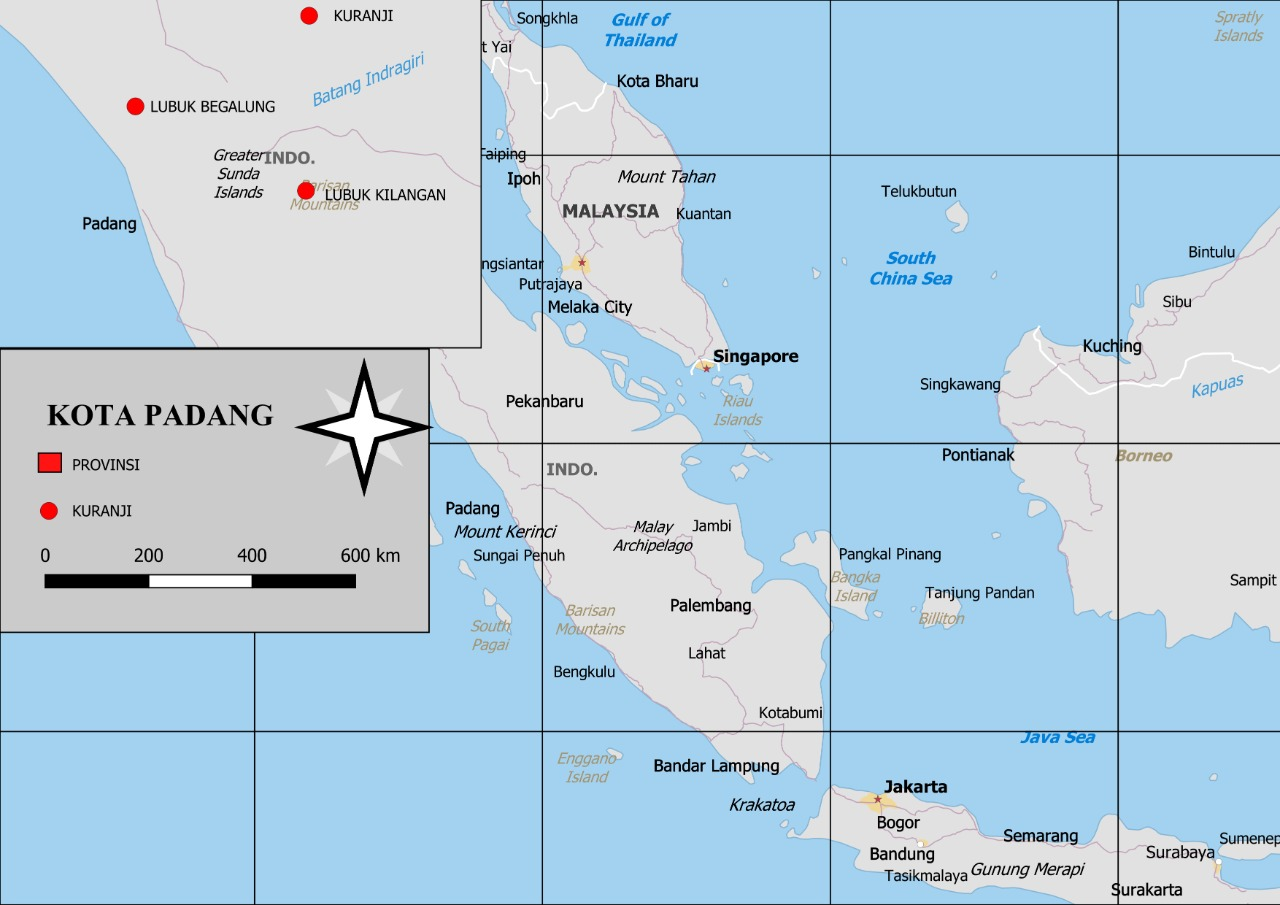 KURANJI
Batang Indragiri
LUBUK BEGALUNG
Greater
Sunda
Islands
INDO.
Barisan
Mountains
LUBUK KILANGAN
Padang
KOTA PADANG
PROVINSI
KURANJI
0 200 400 600 km
Songkhla
t Yai
Gulf of
Thailand
Spratly
Islands
Kota Bharu
Taiping
Ipoh
Mount Tahan
MALAYSIA
Kuantan
Telukbutun
South
China Sea
Bintulu
ngsiantar
Putrajaya
Melaka City
Sibu
Singapore
Kuching
Singkawang
Kapuas
Pekanbaru
Riau
Islands
INDO.
Pontianak
Borneo
Padang
Mount Kerinci
Sungai Penuh
Malay
Archipelago
Jambi
Pangkal Pinang
Bangka
Island
Tanjung Pandan
Billiton
Sampit
South
Pagai
Barisan
Mountains
Palembang
Bengkulu
Lahat
Kotabumi
Java Sea
Enggano
Island
Bandar Lampung
Krakatoa
Jakarta
Bogor
Bandung
Tasikmalaya
Semarang
Gunung Merapi
Surabaya
Sumenep
Surakarta